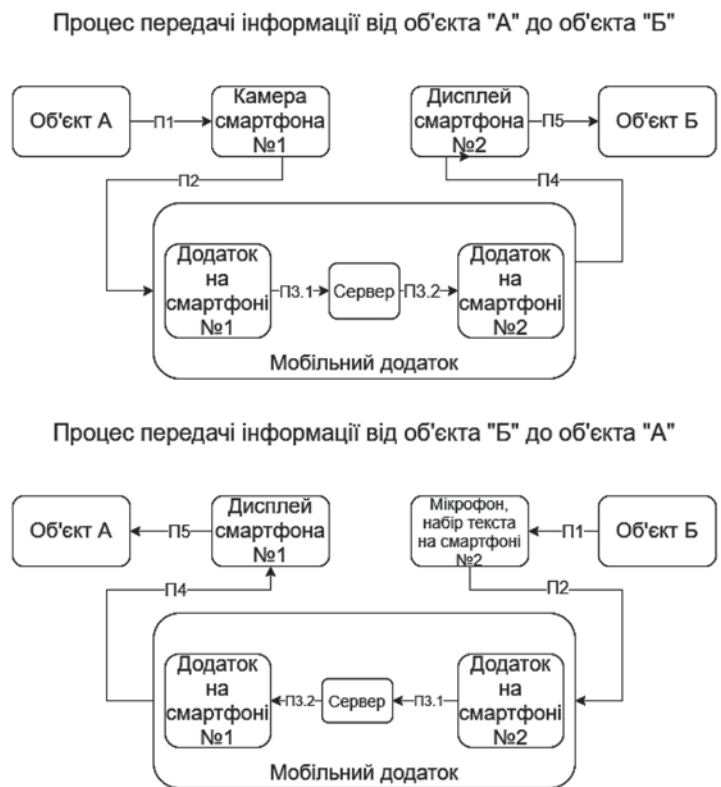 Процес передачі інформації від об'єкта "А" до об'єкта "Б"
Об'єкт А
П1
Камера
смартфона
№1
Дисплей
смартфона
№2
П5
Об'єкт Б
П2
П4
Додаток
на
смартфоні
№1
П3.1
Сервер
П3.2
Додаток
на
смартфоні
№2
Мобільний додаток
Процес передачі інформації від об'єкта "Б" до об'єкта "А"
Об'єкт А
П5
Дисплей
смартфона
№1
Мікрофон,
набір текста
на смартфоні
№2
П1
Об'єкт Б
П4
П2
Додаток
на
смартфоні
№1
П3.2
Сервер
П3.1
Додаток
на
смартфоні
№2
Мобільний додаток